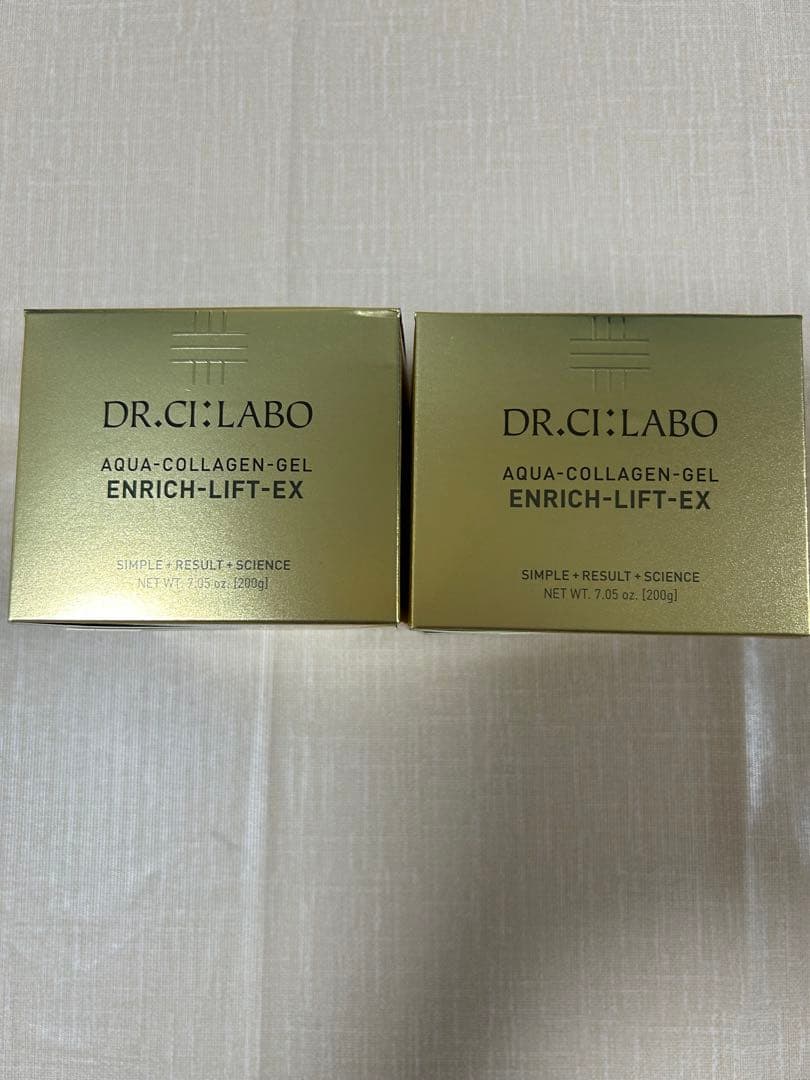 DR.CI:LABO
AQUA-COLLAGEN-GEL
ENRICH-LIFT-EX
SIMPLE+RESULT+SCIENCE
NET WT. 7.05 oz. [200g]
DR.CI:LABO
AQUA-COLLAGEN-GEL
ENRICH-LIFT-EX
SIMPLE+RESULT+SCIENCE
NET WT. 7.05 oz. [200g]